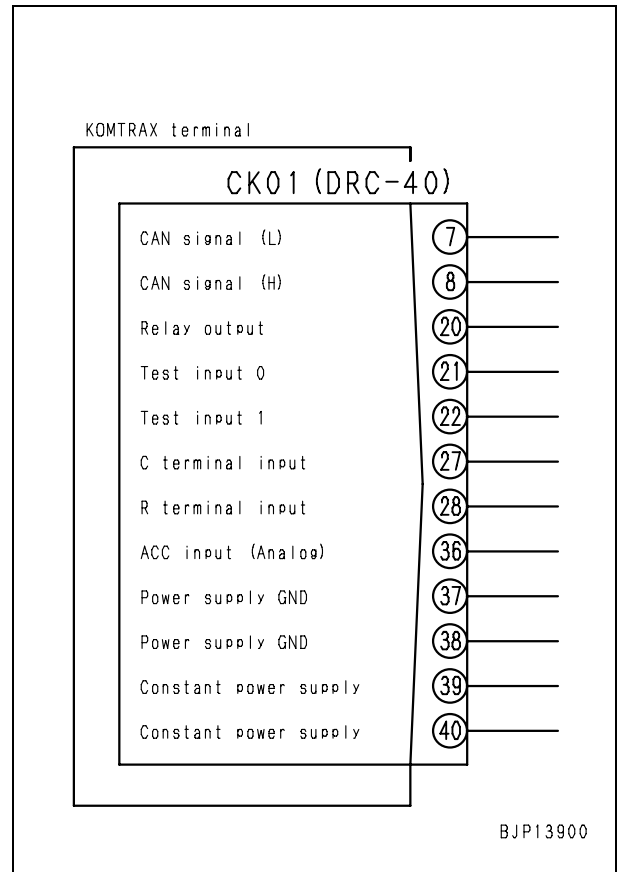 KOMTRAX terminal
CK01 (DRC-40)
CAN signal (L) 7
CAN signal (H) 8
Relay output 20
Test input 0 21
Test input 1 22
C terminal input 27
R terminal input 28
ACC input (Analog) 36
Power supply GND 37
Power supply GND 38
Constant power supply 39
Constant power supply 40
BJP13900